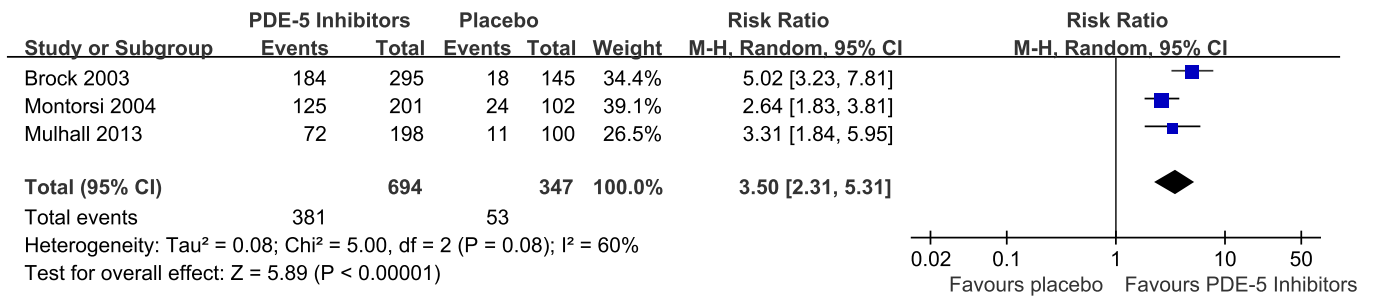 PDE-5 Inhibitors Placebo Risk Ratio Risk Ratio
Study or Subgroup Events Total Events Total Weight M-H, Random, 95% CI M-H, Random, 95% CI
Brock 2003 184 295 18 145 34.4% 5.02 [3.23, 7.81]
Montorsi 2004 125 201 24 102 39.1% 2.64 [1.83, 3.81]
Mulhall 2013 72 198 11 100 26.5% 3.31 [1.84, 5.95]
Total (95% CI) 694 347 100.0% 3.50 [2.31, 5.31]
Total events 381 53
Heterogeneity: Tau² = 0.08; Chi² = 5.00, df = 2 (P = 0.08); I² = 60%
Test for overall effect: Z = 5.89 (P < 0.00001)
0.02 0.1 1 10 50
Favours placebo Favours PDE-5 Inhibitors